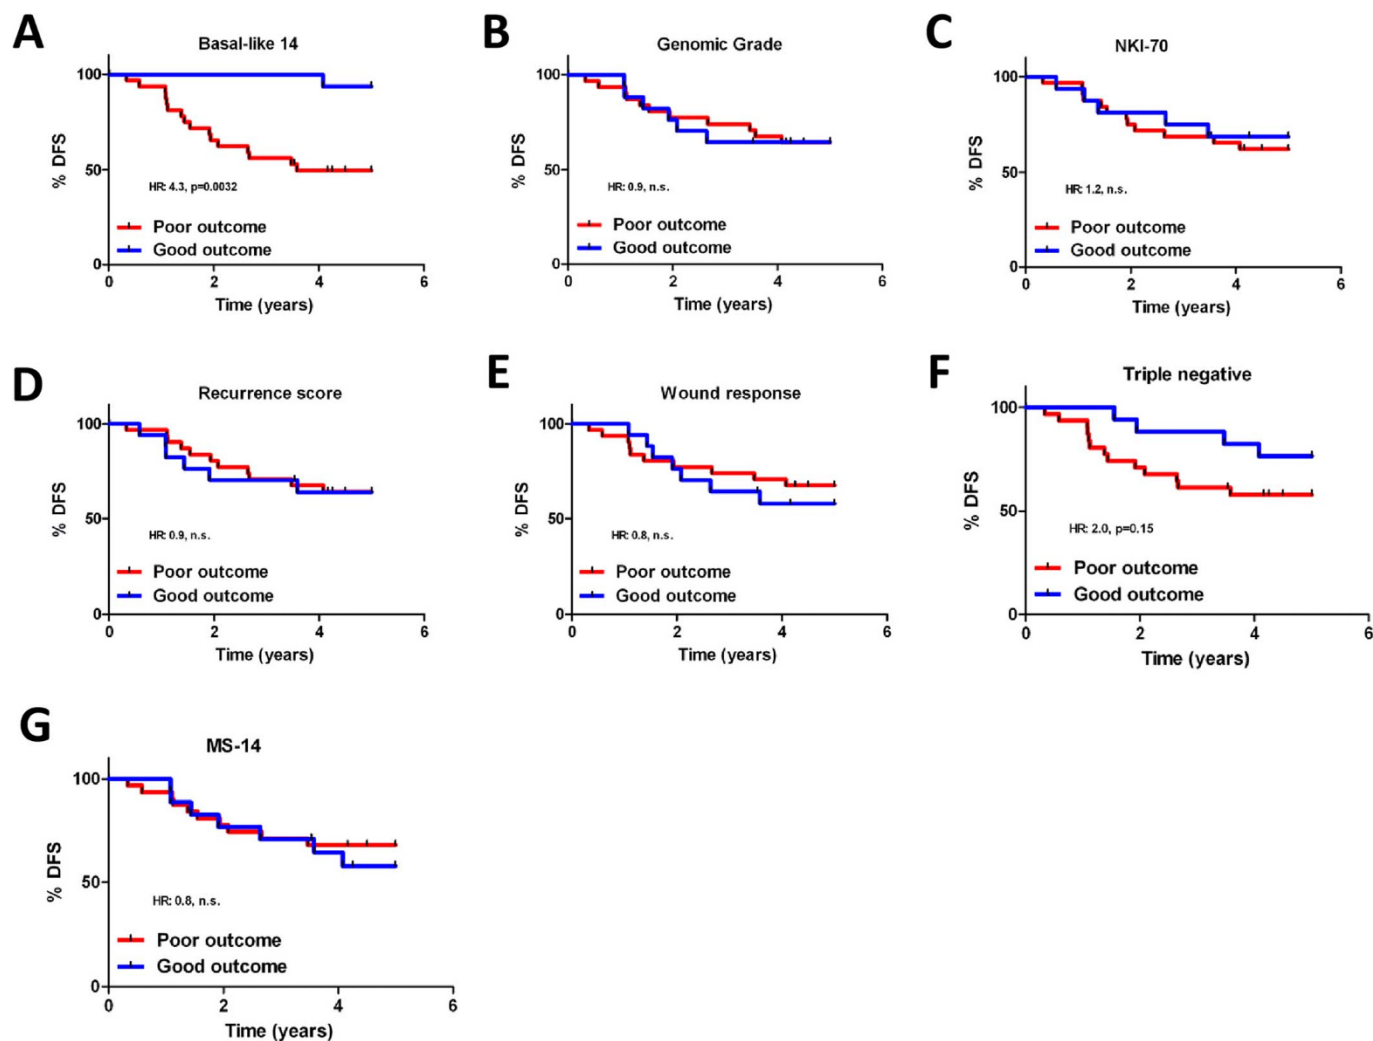 A
Basal-like 14
100
50
0
% DFS
HR: 4.3, p=0.0032
Poor outcome
Good outcome
0 2 4 6
Time (years)
B
Genomic Grade
100
50
0
% DFS
HR: 0.9, n.s.
Poor outcome
Good outcome
0 2 4 6
Time (years)
C
NKI-70
100
50
0
% DFS
HR: 1.2, n.s.
Poor outcome
Good outcome
0 2 4 6
Time (years)
D
Recurrence score
100
50
0
% DFS
HR: 0.9, n.s.
Poor outcome
Good outcome
0 2 4 6
Time (years)
E
Wound response
100
50
0
% DFS
HR: 0.8, n.s.
Poor outcome
Good outcome
0 2 4 6
Time (years)
F
Triple negative
100
50
0
% DFS
HR: 2.0, p=0.15
Poor outcome
Good outcome
0 2 4 6
Time (years)
G
MS-14
100
50
0
% DFS
HR: 0.8, n.s.
Poor outcome
Good outcome
0 2 4 6
Time (years)